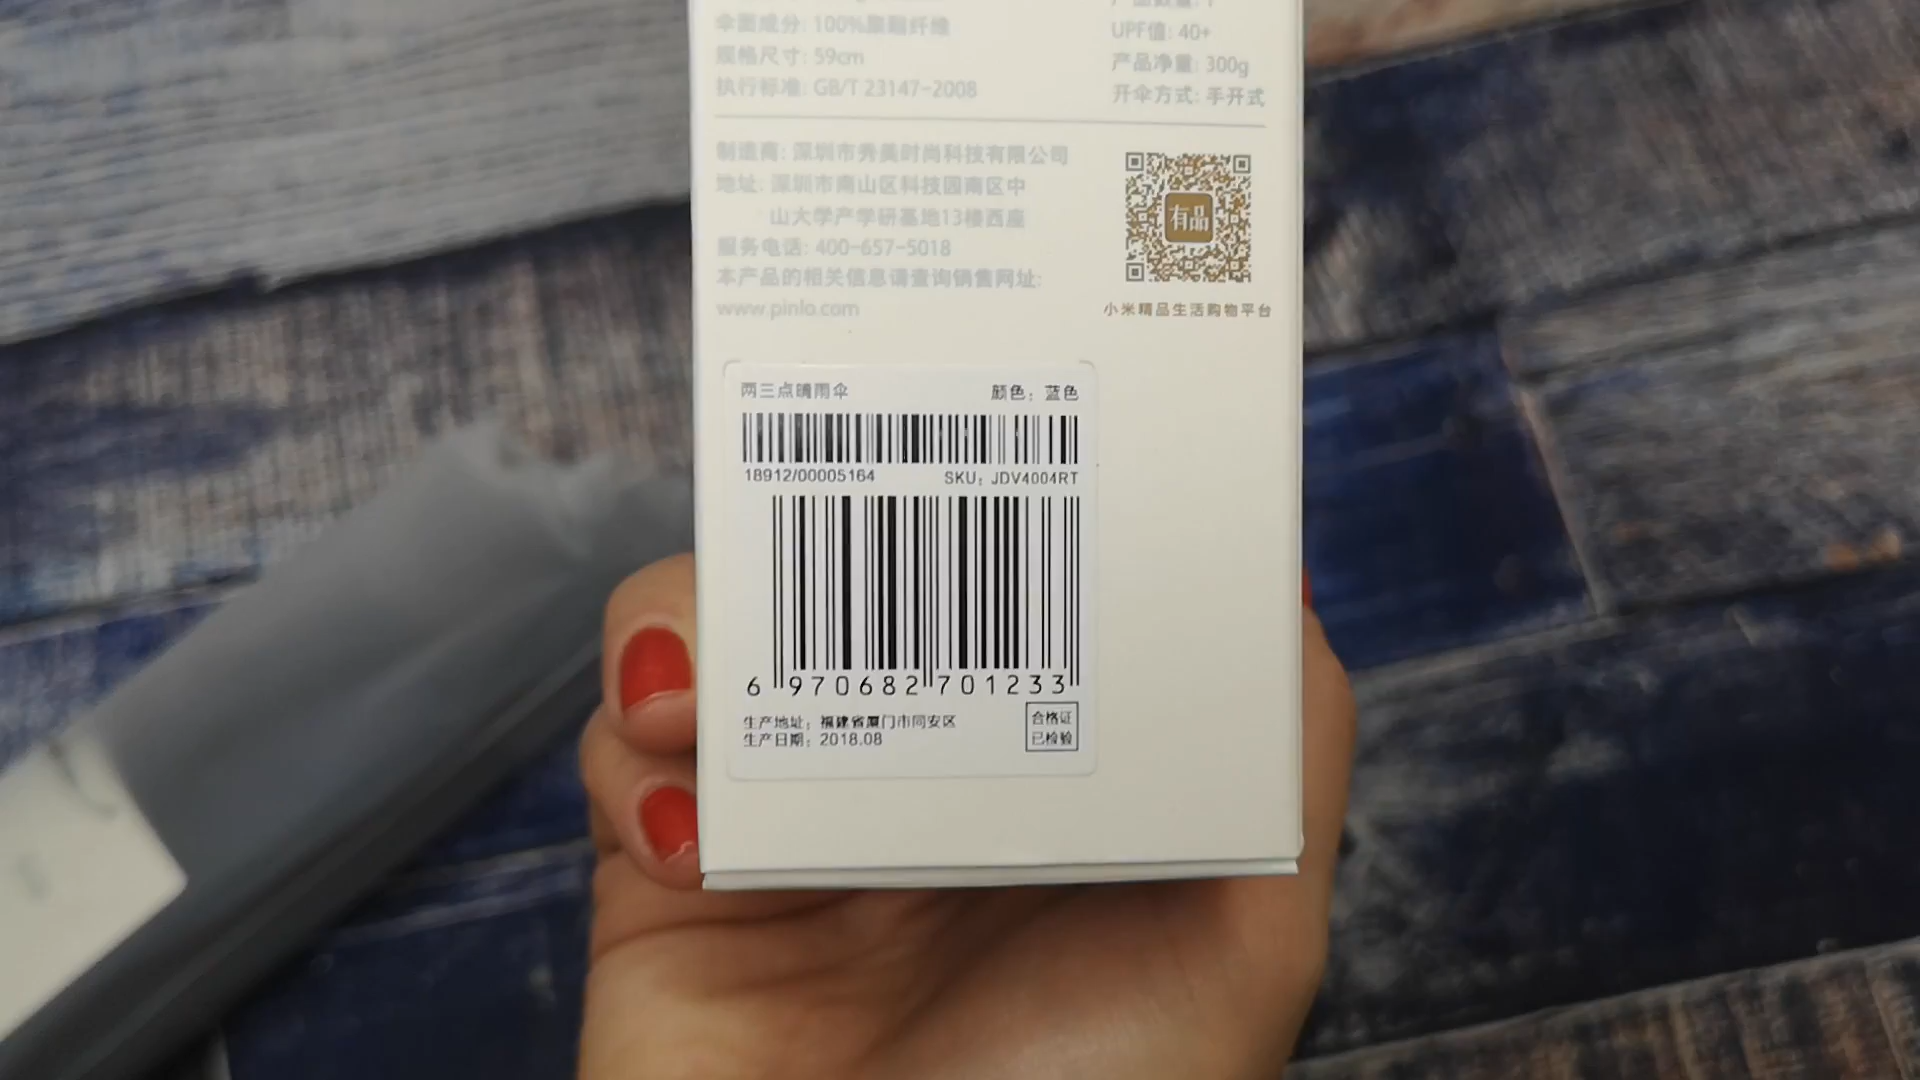 产品数量: 1
伞面成分: 100%聚酯纤维
UPF值: 40+
规格尺寸: 59cm
产品净重: 300g
执行标准: GB/T 23147-2008
开伞方式: 手开式
制造商: 深圳市秀美时尚科技有限公司
地址: 深圳市南山区科技园南区中
山大学产学研基地13楼西座
服务电话: 400-657-5018
本产品的相关信息请查询销售网址:
www.pinlo.com
有品
小米精品生活购物平台
两三点晴雨伞
颜色: 蓝色
18912/00005164
SKU: JDV4004RT
6 970682 701233
生产地址: 福建省厦门市同安区
生产日期: 2018.08
合格证
已检验